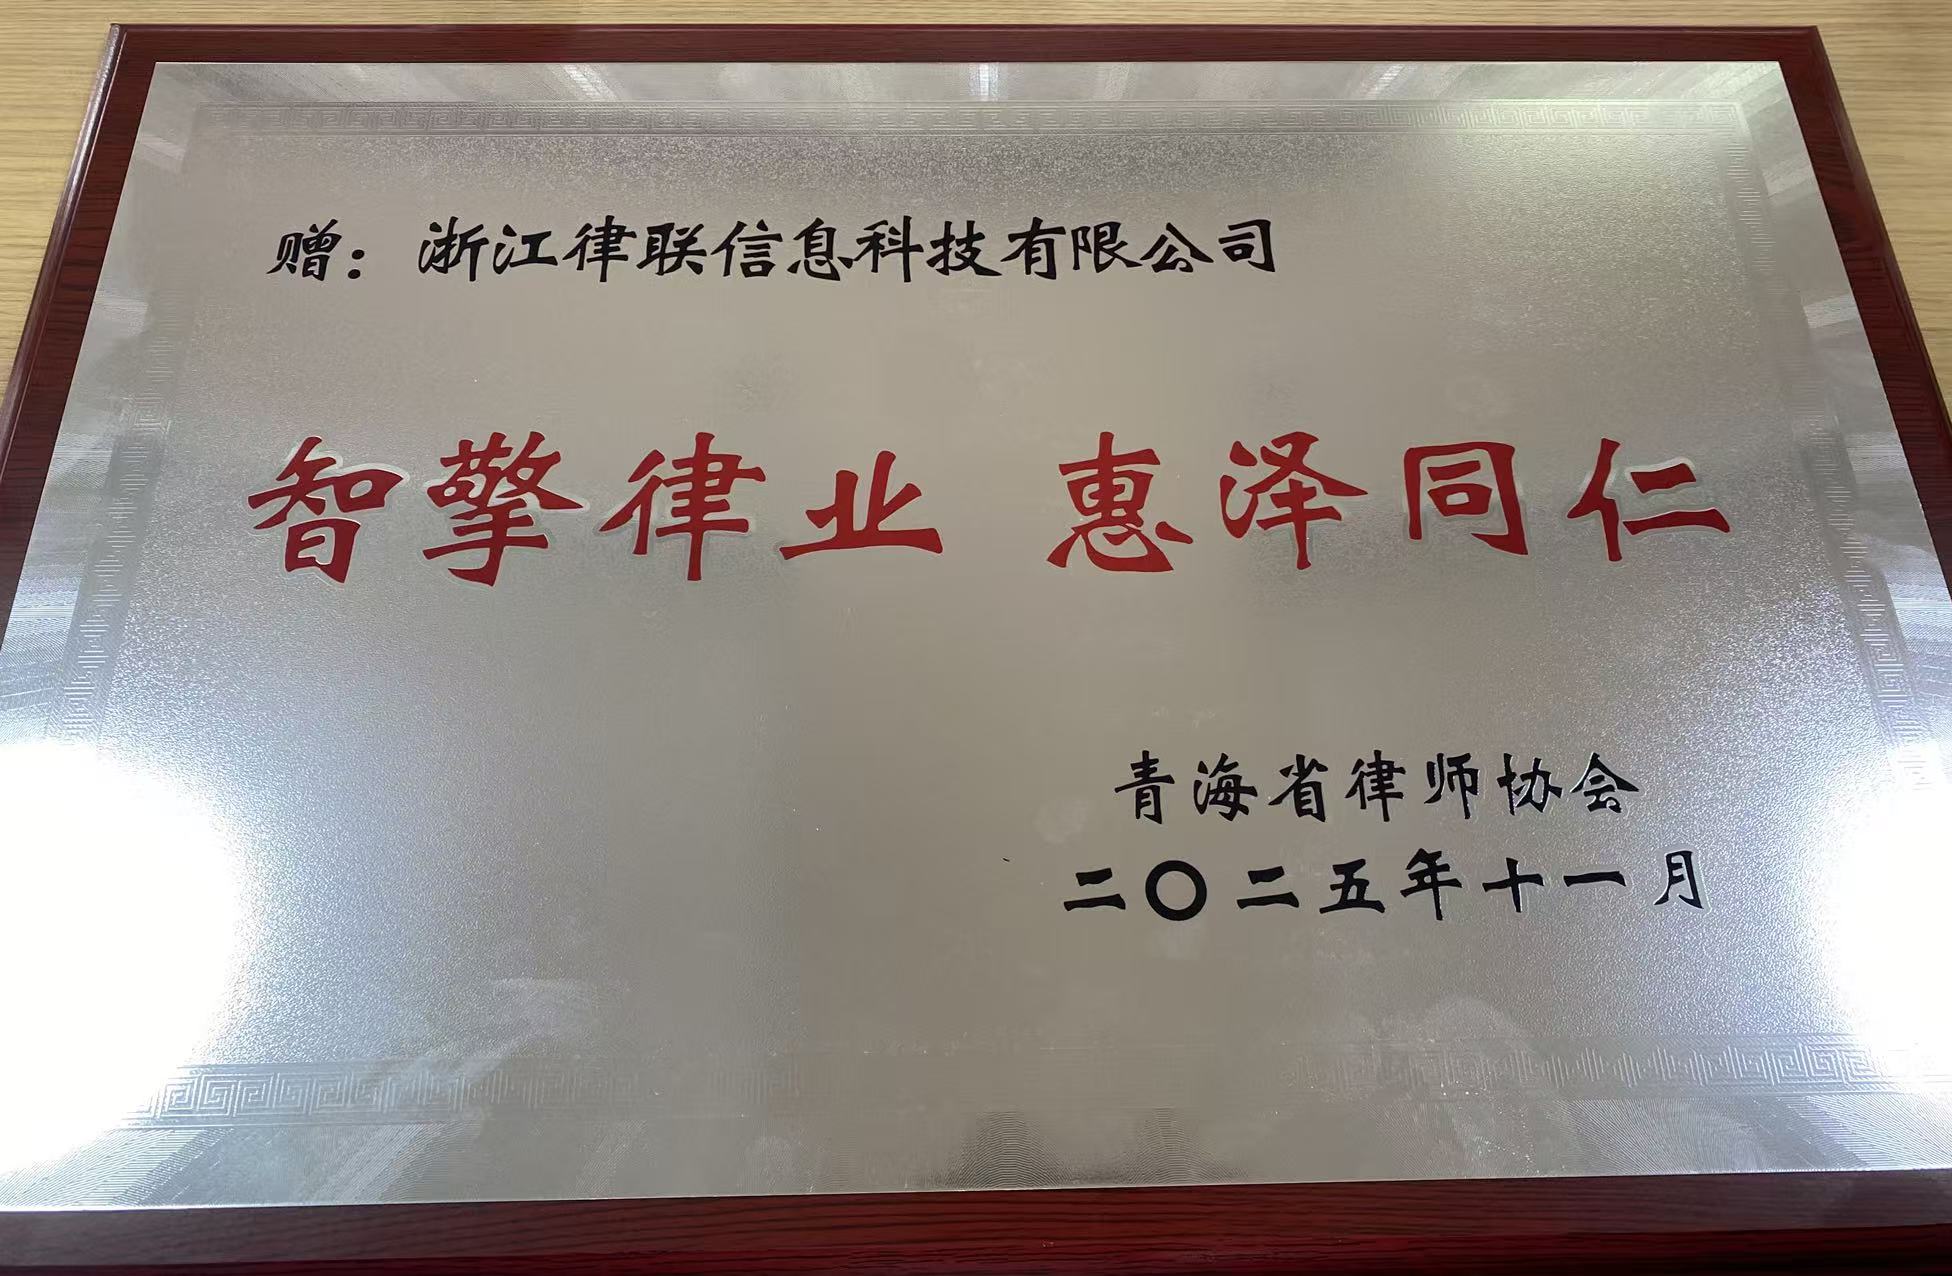 赠：浙江律联信息科技有限公司
智擎律业 惠泽同仁
青海省律师协会
二〇二五年十一月